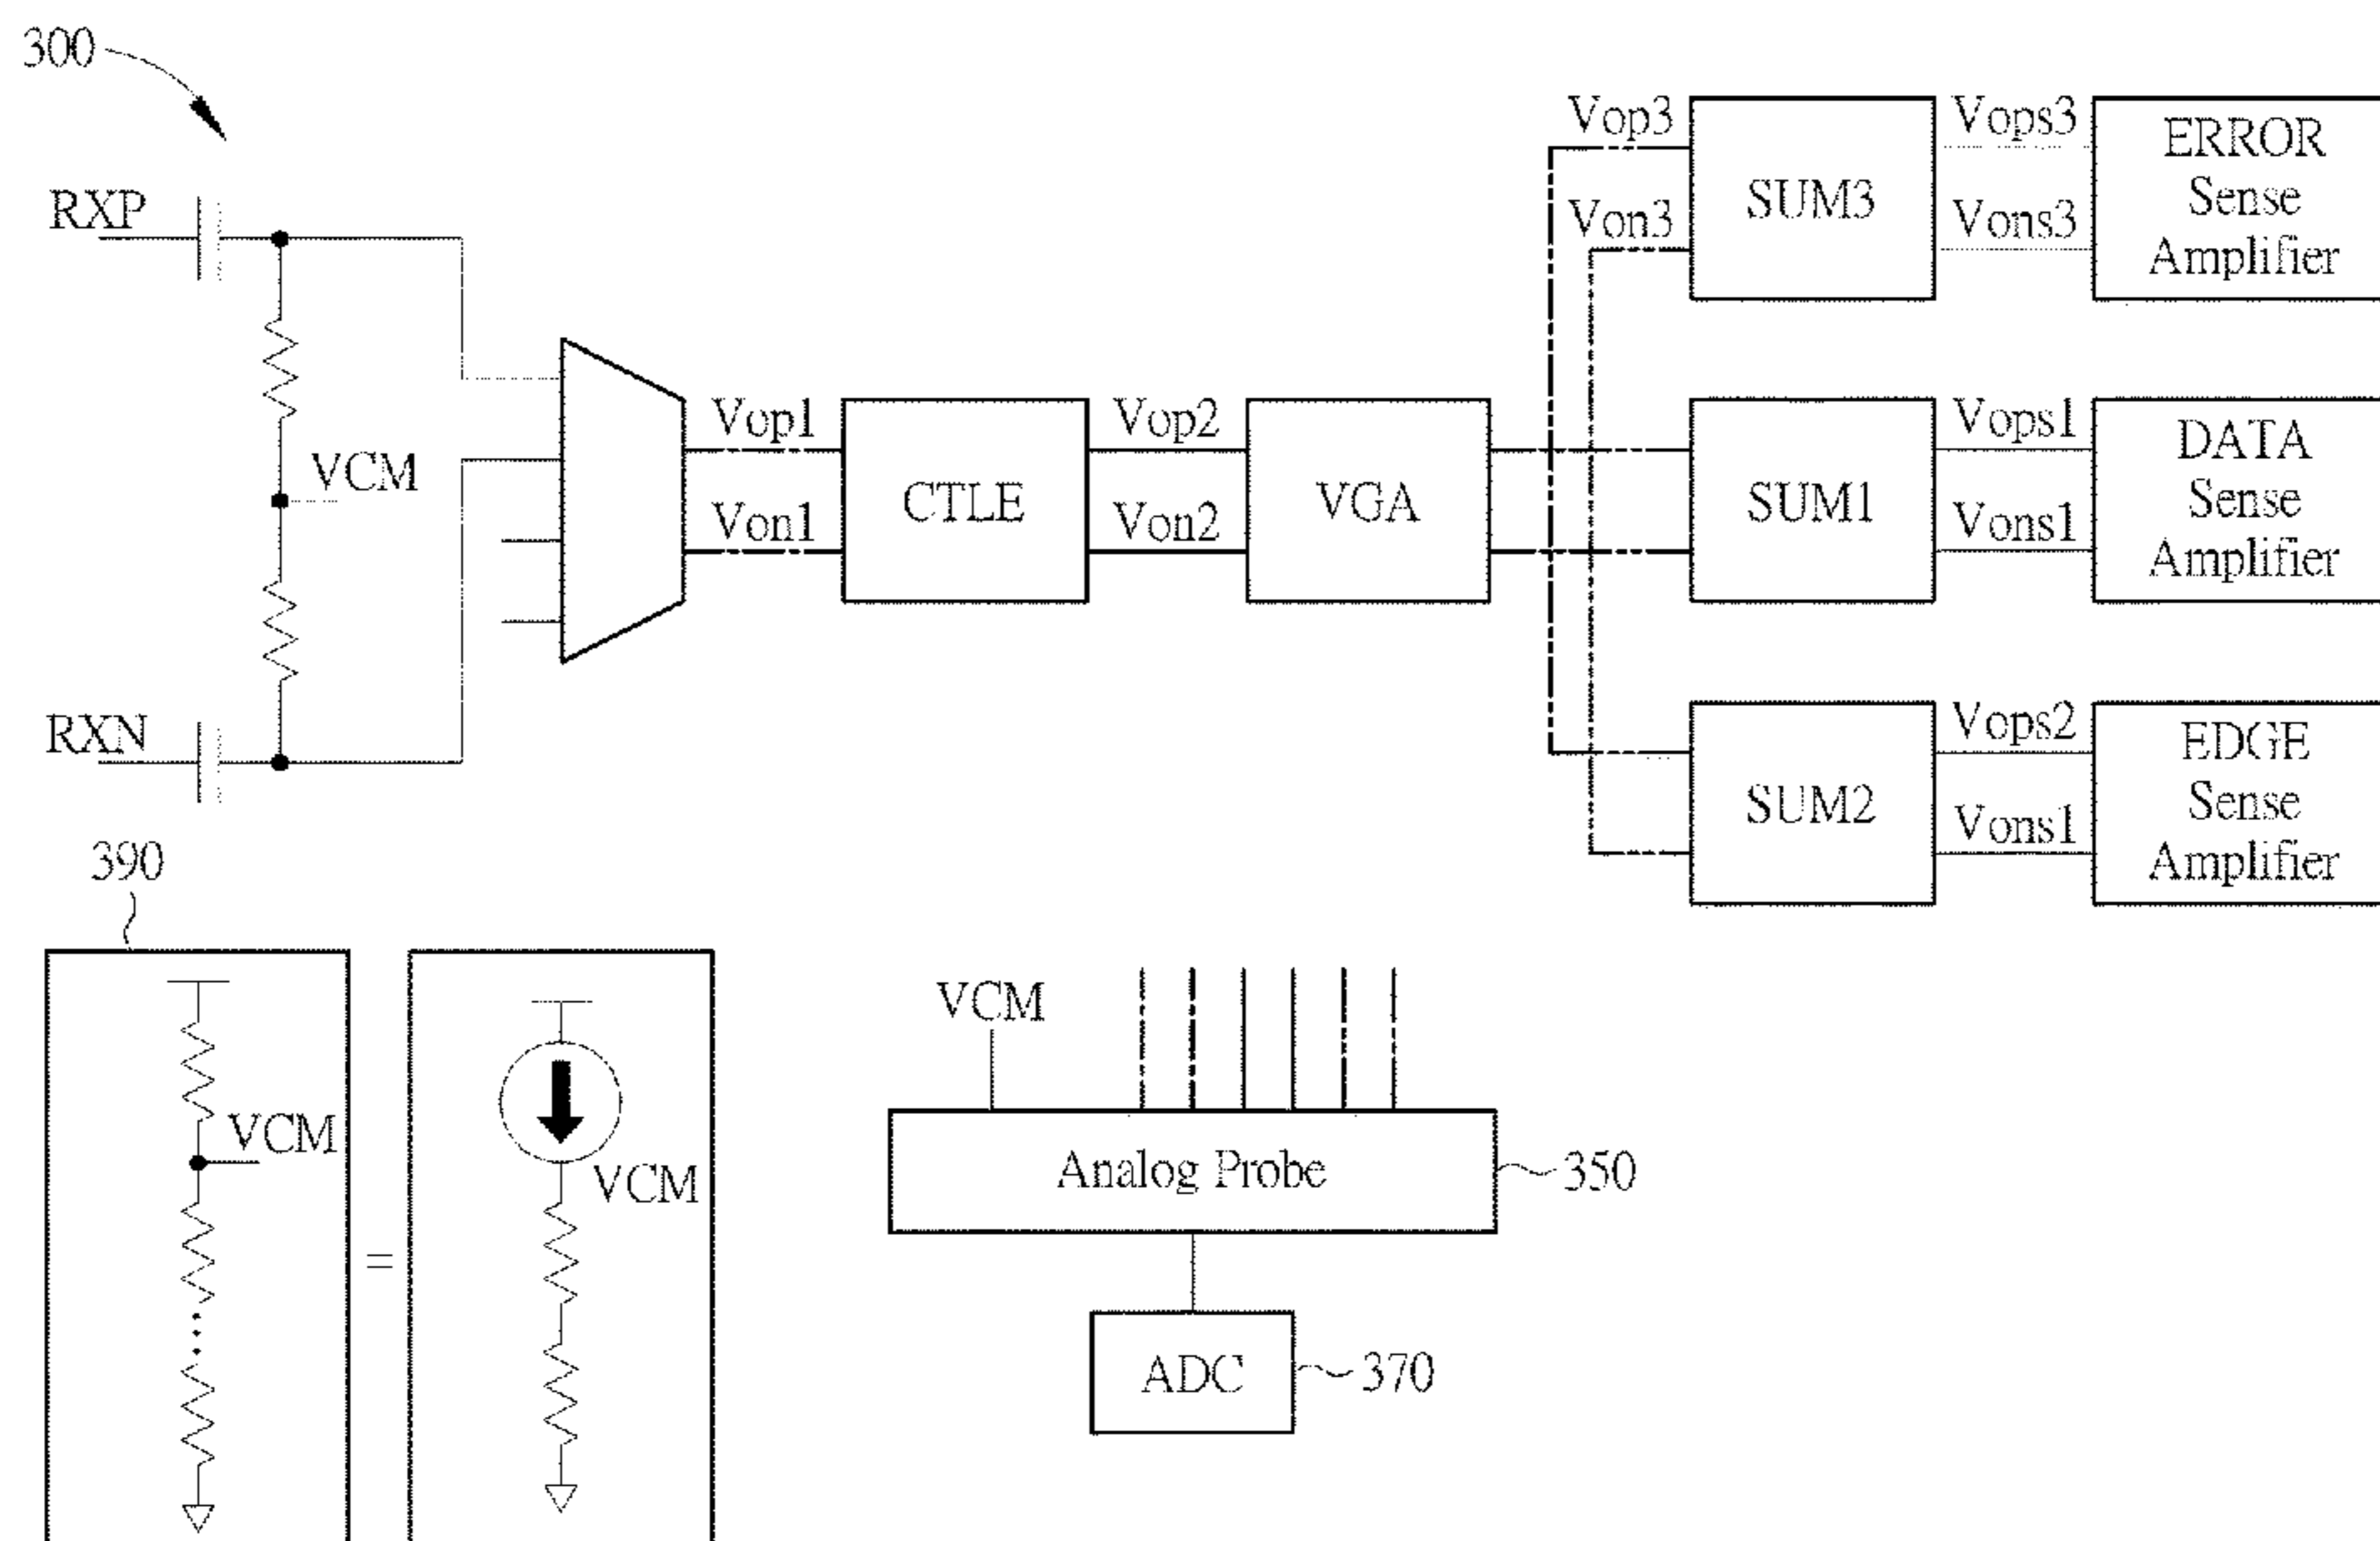 300
RXP
VCM
RXN
Vop1
Von1
CTLE
Vop2
Von2
VGA
Vop3
Von3
SUM3
Vops3
Vons3
ERROR
Sense
Amplifier
SUM1
Vops1
Vons1
DATA
Sense
Amplifier
SUM2
Vops2
Vons1
EDGE
Sense
Amplifier
390
VCM
=
VCM
VCM
Analog Probe
350
ADC
370